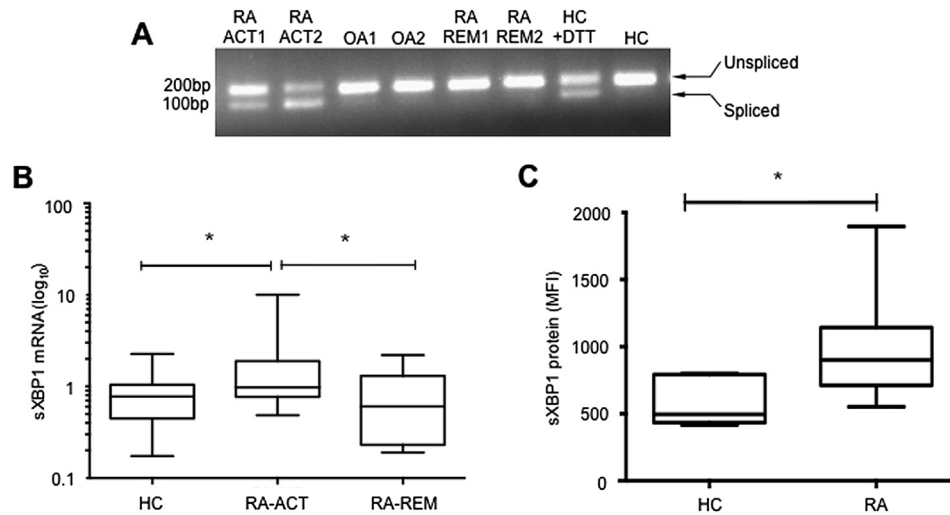 A
RA ACT1
RA ACT2
OA1
OA2
RA REM1
RA REM2
HC +DTT
HC
200bp
100bp
Unspliced
Spliced
B
sXBP1 mRNA (log10)
100
10
1
0.1
*
*
HC
RA-ACT
RA-REM
C
sXBP1 protein (MFI)
2000
1500
1000
500
0
*
HC
RA